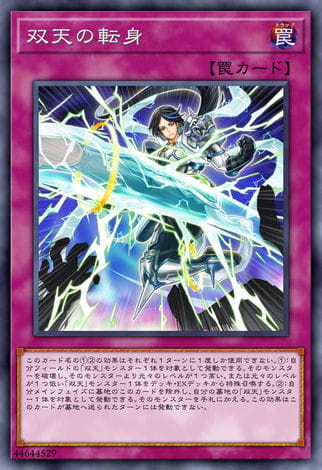 双天の転身
トラップ
罠
【罠カード】
このカード名の①②の効果はそれぞれ1ターンに1度しか使用できない。①:自
分フィールドの「双天」モンスター1体を対象として発動できる。そのモンスタ
ーを破壊し、そのモンスターより元々のレベルが1つ高い、または元々のレベル
が1つ低い「双天」モンスター1体をデッキ・EXデッキから特殊召喚する。②:自
分メインフェイズに墓地のこのカードを除外し、自分の墓地の「双天」モンスタ
ー1体を対象として発動できる。そのモンスターを手札に加える。この効果はこ
のカードが墓地へ送られたターンには発動できない。
44644529